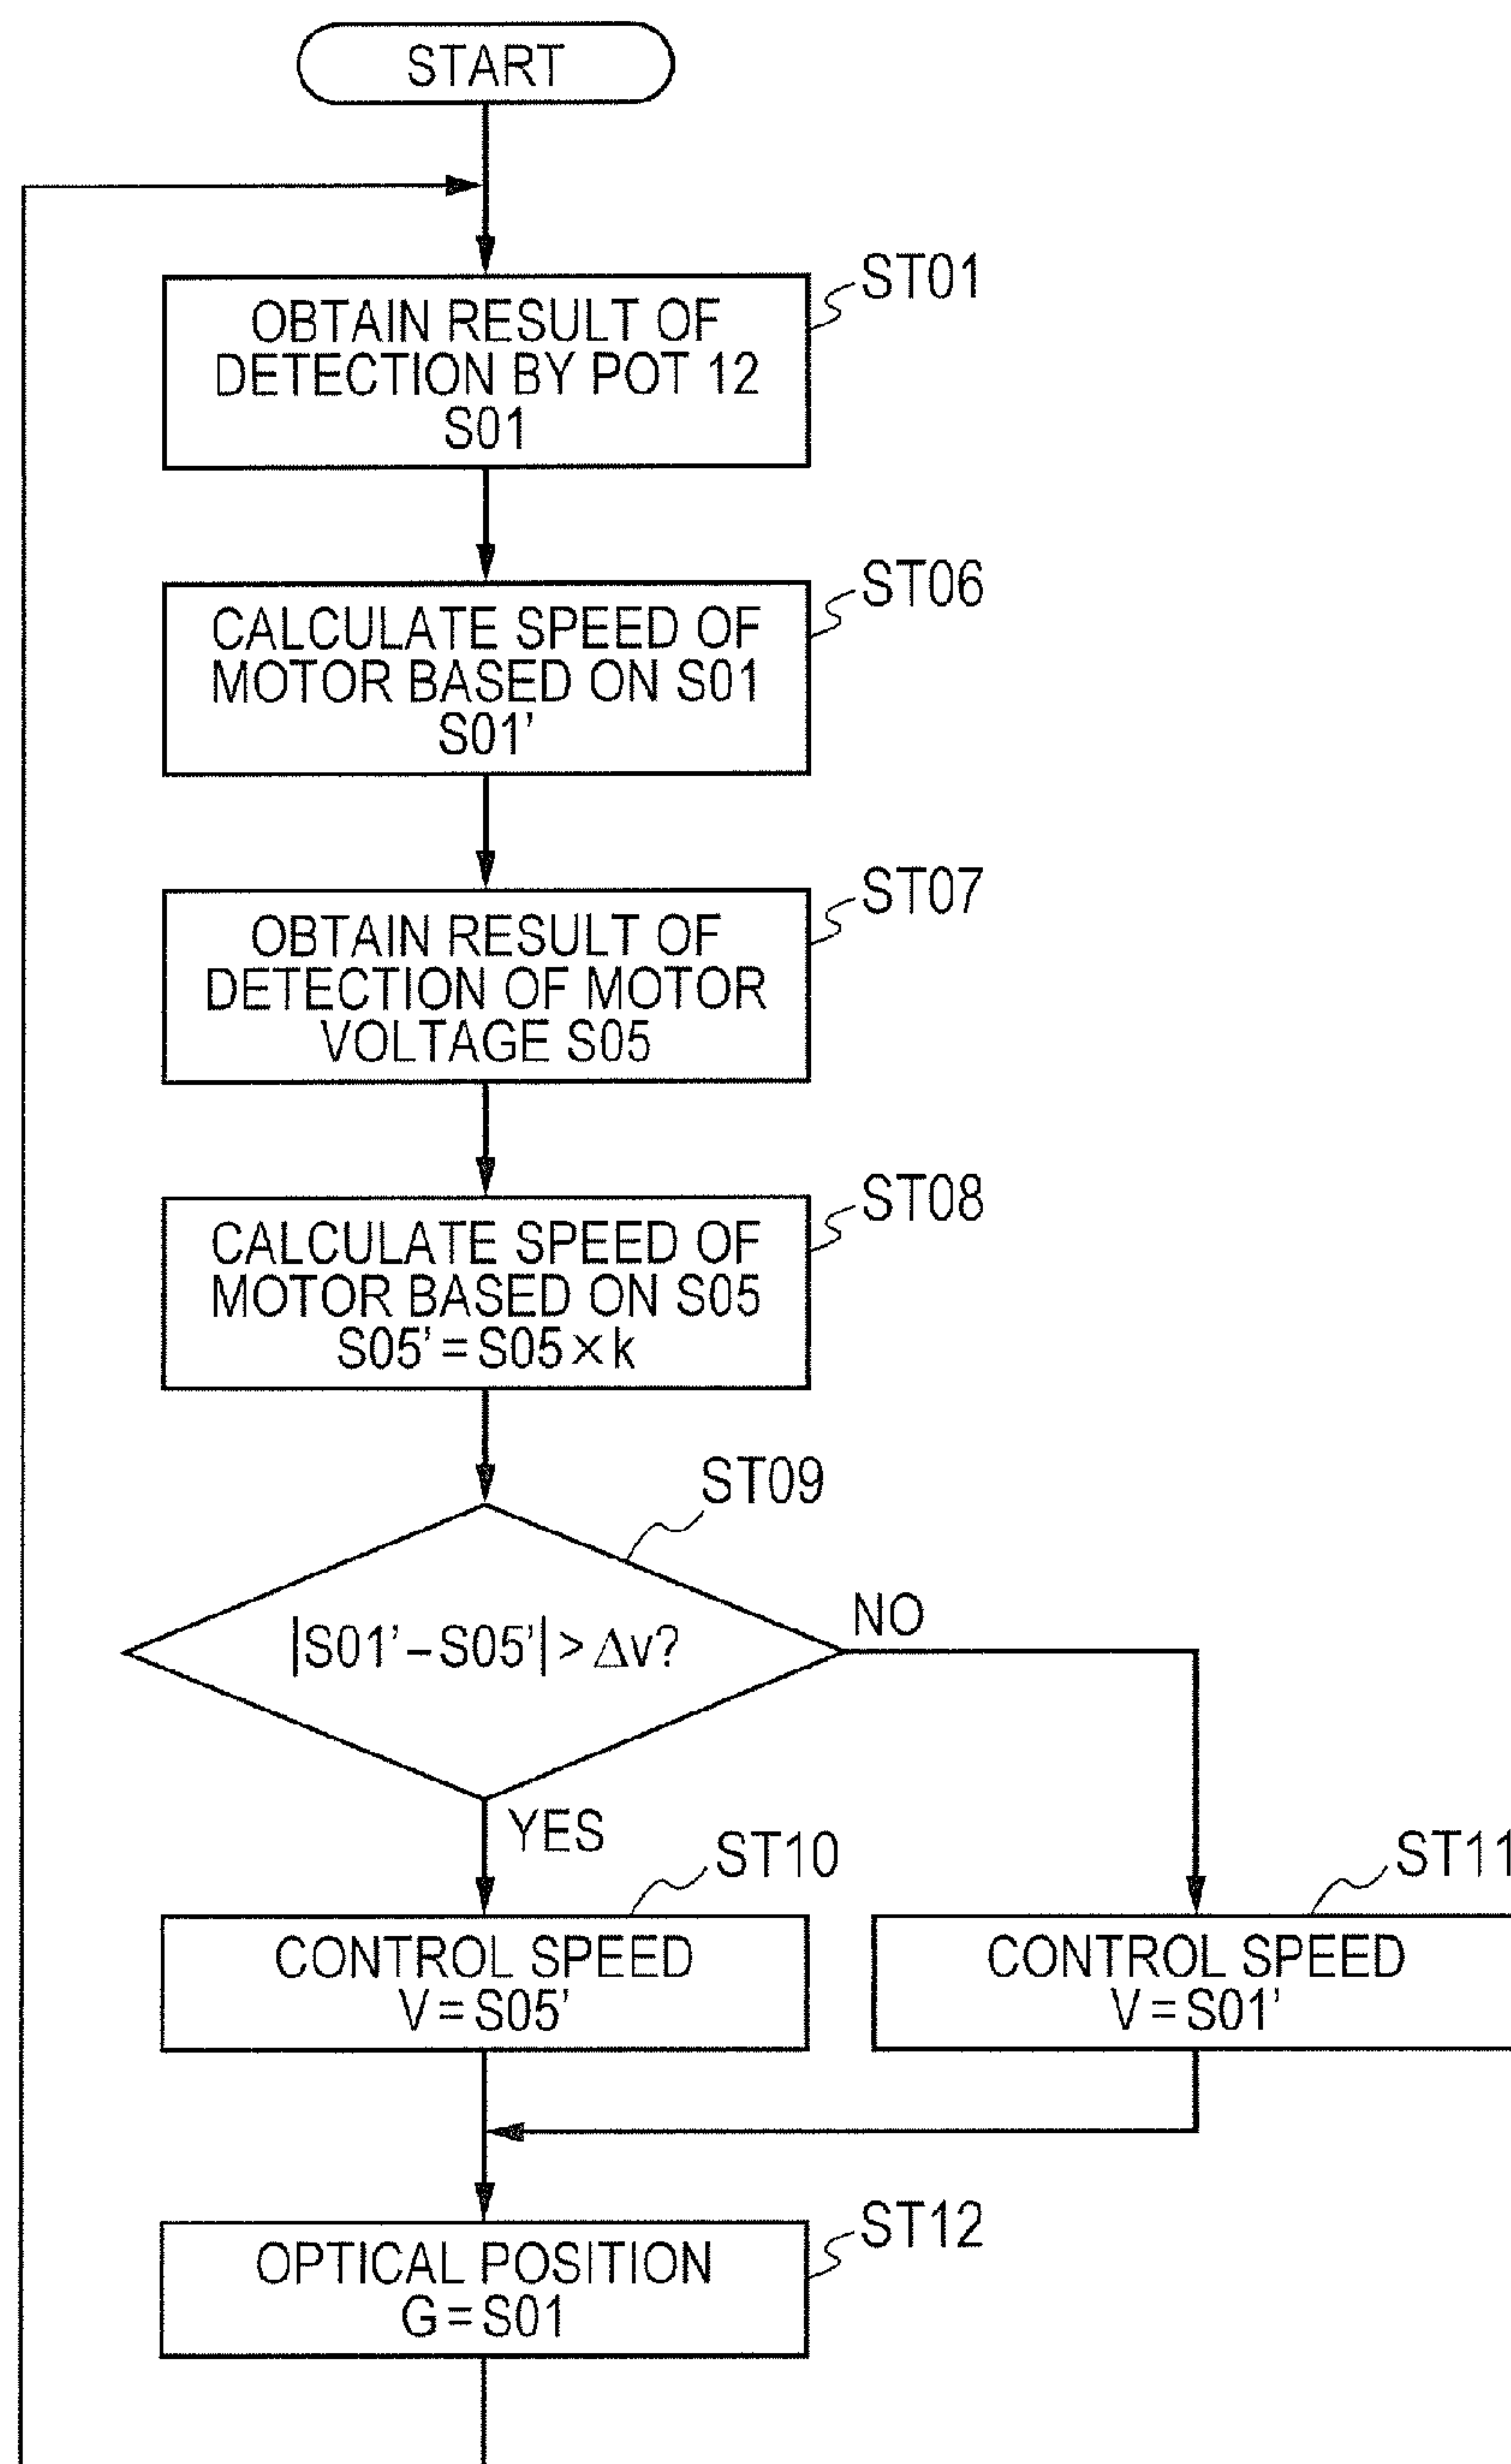 START
ST01
OBTAIN RESULT OF
DETECTION BY POT 12
S01
ST06
CALCULATE SPEED OF
MOTOR BASED ON S01
S01'
ST07
OBTAIN RESULT OF
DETECTION OF MOTOR
VOLTAGE S05
ST08
CALCULATE SPEED OF
MOTOR BASED ON S05
S05'=S05×k
ST09
|S01'–S05'|>Δv?
NO
YES
ST10
CONTROL SPEED
V=S05'
ST11
CONTROL SPEED
V=S01'
ST12
OPTICAL POSITION
G=S01